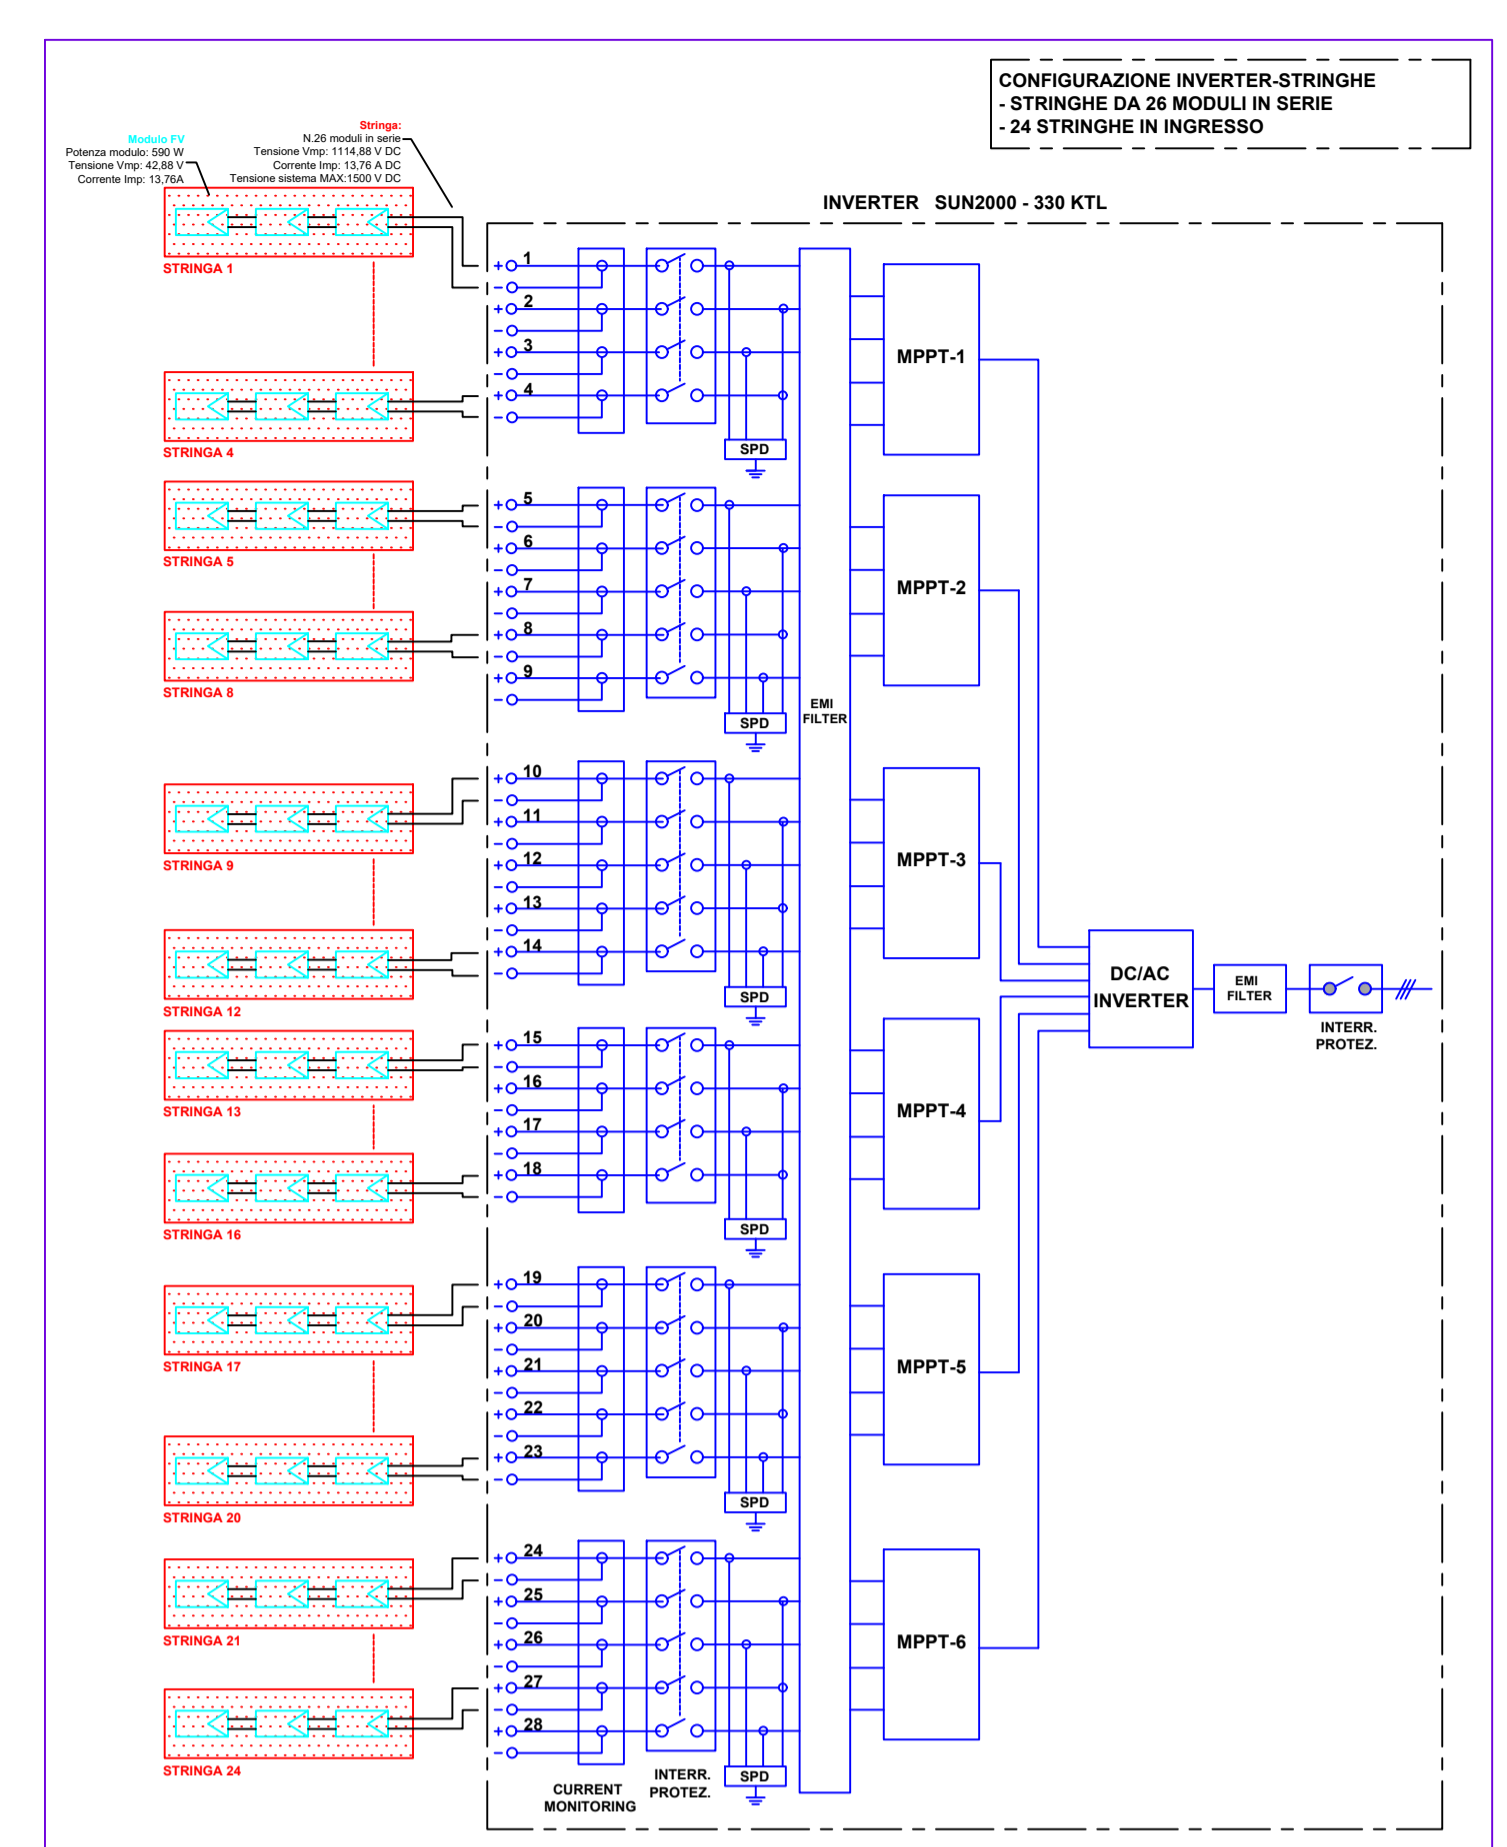 CONFIGURAZIONE INVERTER-STRINGHE
- STRINGHE DA 26 MODULI IN SERIE
- 24 STRINGHE IN INGRESSO
Modulo FV
Potenza modulo: 590 W
Tensione Vmp: 42,88 V
Corrente Imp: 13,76A
Stringa:
N.26 moduli in serie
Tensione Vmp: 1114,88 V DC
Corrente Imp: 13,76 A DC
Tensione sistema MAX:1500 V DC
INVERTER SUN2000 - 330 KTL
STRINGA 1
STRINGA 4
STRINGA 5
STRINGA 8
STRINGA 9
STRINGA 12
STRINGA 13
STRINGA 16
STRINGA 17
STRINGA 20
STRINGA 21
STRINGA 24
+ 1
-
+ 2
-
+ 3
-
+ 4
-
SPD
+ 5
-
+ 6
-
+ 7
-
+ 8
-
+ 9
-
SPD
+ 10
-
+ 11
-
+ 12
-
+ 13
-
+ 14
-
SPD
+ 15
-
+ 16
-
+ 17
-
+ 18
-
SPD
+ 19
-
+ 20
-
+ 21
-
+ 22
-
+ 23
-
SPD
+ 24
-
+ 25
-
+ 26
-
+ 27
-
+ 28
-
SPD
CURRENT
MONITORING
INTERR.
PROTEZ.
EMI
FILTER
MPPT-1
MPPT-2
MPPT-3
MPPT-4
MPPT-5
MPPT-6
DC/AC
INVERTER
EMI
FILTER
INTERR.
PROTEZ.